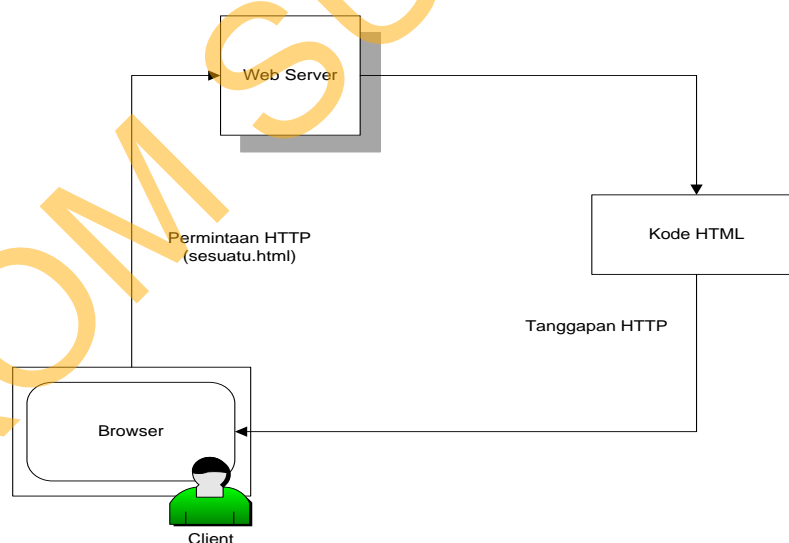 Web Server
Permintaan HTTP
(sesuatu.html)
Kode HTML
Tanggapan HTTP
Browser
Client